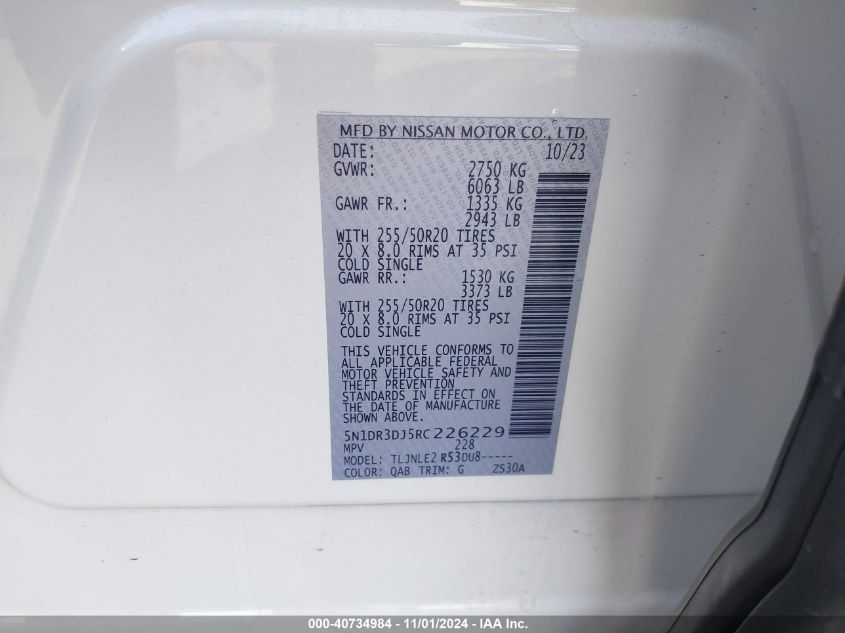 MFD BY NISSAN MOTOR CO., LTD.
DATE: 10/23
GVWR: 2750 KG
6063 LB
GAWR FR.: 1335 KG
2943 LB
WITH 255/50R20 TIRES
20 X 8.0 RIMS AT 35 PSI
COLD SINGLE
GAWR RR.: 1530 KG
3373 LB
WITH 255/50R20 TIRES
20 X 8.0 RIMS AT 35 PSI
COLD SINGLE
THIS VEHICLE CONFORMS TO
ALL APPLICABLE FEDERAL
MOTOR VEHICLE SAFETY AND
THEFT PREVENTION
STANDARDS IN EFFECT ON
THE DATE OF MANUFACTURE
SHOWN ABOVE.
5N1DR3DJ5RC226229
MPV 228
MODEL: TLJNLE2 R53DU8-----
COLOR: QAB TRIM: G ZS30A
000-40734984 - 11/01/2024 - IAA Inc.